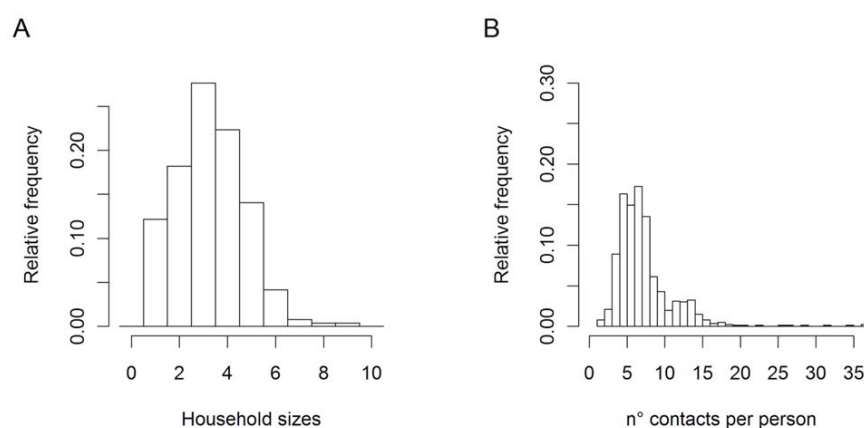 A
Relative frequency
0.20
0.10
0.00
0 2 4 6 8 10
Household sizes
B
Relative frequency
0.30
0.20
0.10
0.00
0 5 10 15 20 25 30 35
n° contacts per person